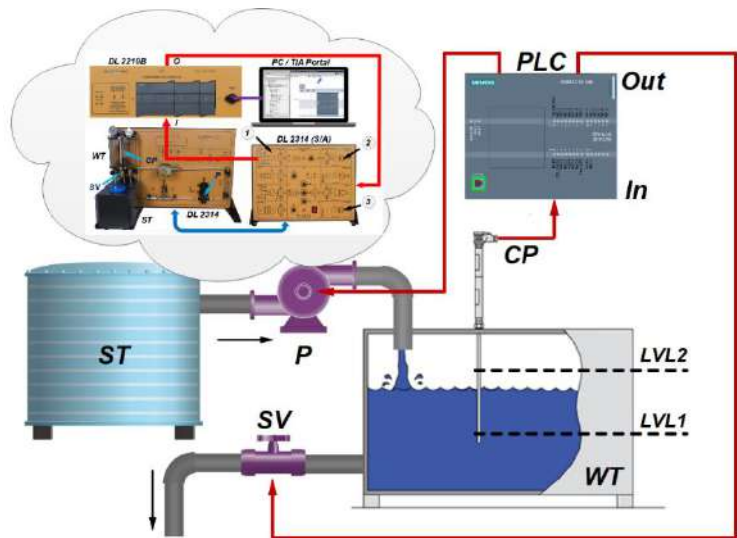 DL 2210B
O
PC / TIA Portal
I
1
DL 2314 (S/A)
2
WT
CP
SV
P
ST
DL 2314
3
PLC
SIEMENS
Out
In
CP
ST
P
LVL2
SV
LVL1
WT